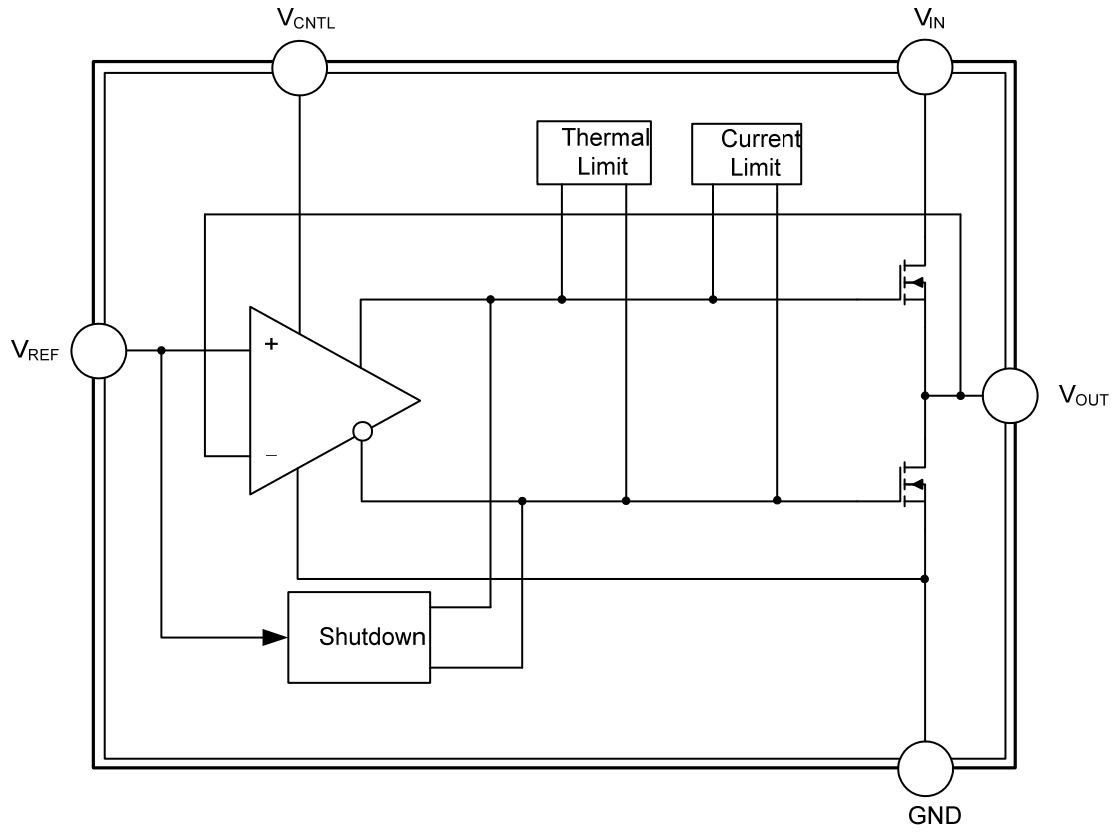 VCNTL
VIN
Thermal
Limit
Current
Limit
VREF
+
VOUT
–
Shutdown
GND